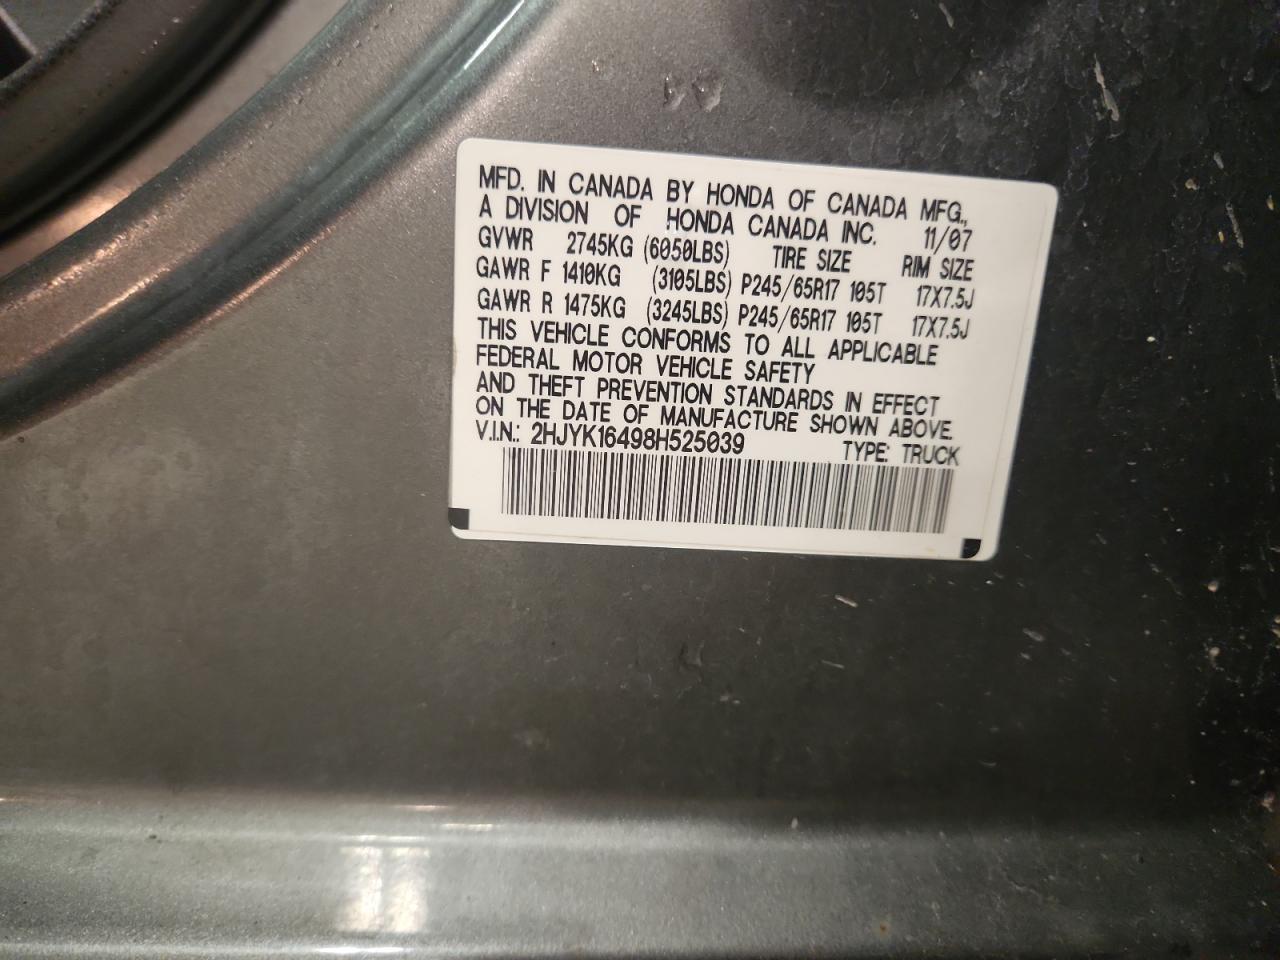 MFD. IN CANADA BY HONDA OF CANADA MFG.,
A DIVISION OF HONDA CANADA INC. 11/07
GVWR 2745KG (6050LBS) TIRE SIZE RIM SIZE
GAWR F 1410KG (3105LBS) P245/65R17 105T 17X7.5J
GAWR R 1475KG (3245LBS) P245/65R17 105T 17X7.5J
THIS VEHICLE CONFORMS TO ALL APPLICABLE
FEDERAL MOTOR VEHICLE SAFETY
AND THEFT PREVENTION STANDARDS IN EFFECT
ON THE DATE OF MANUFACTURE SHOWN ABOVE.
V.I.N.: 2HJYK16498H525039 TYPE: TRUCK